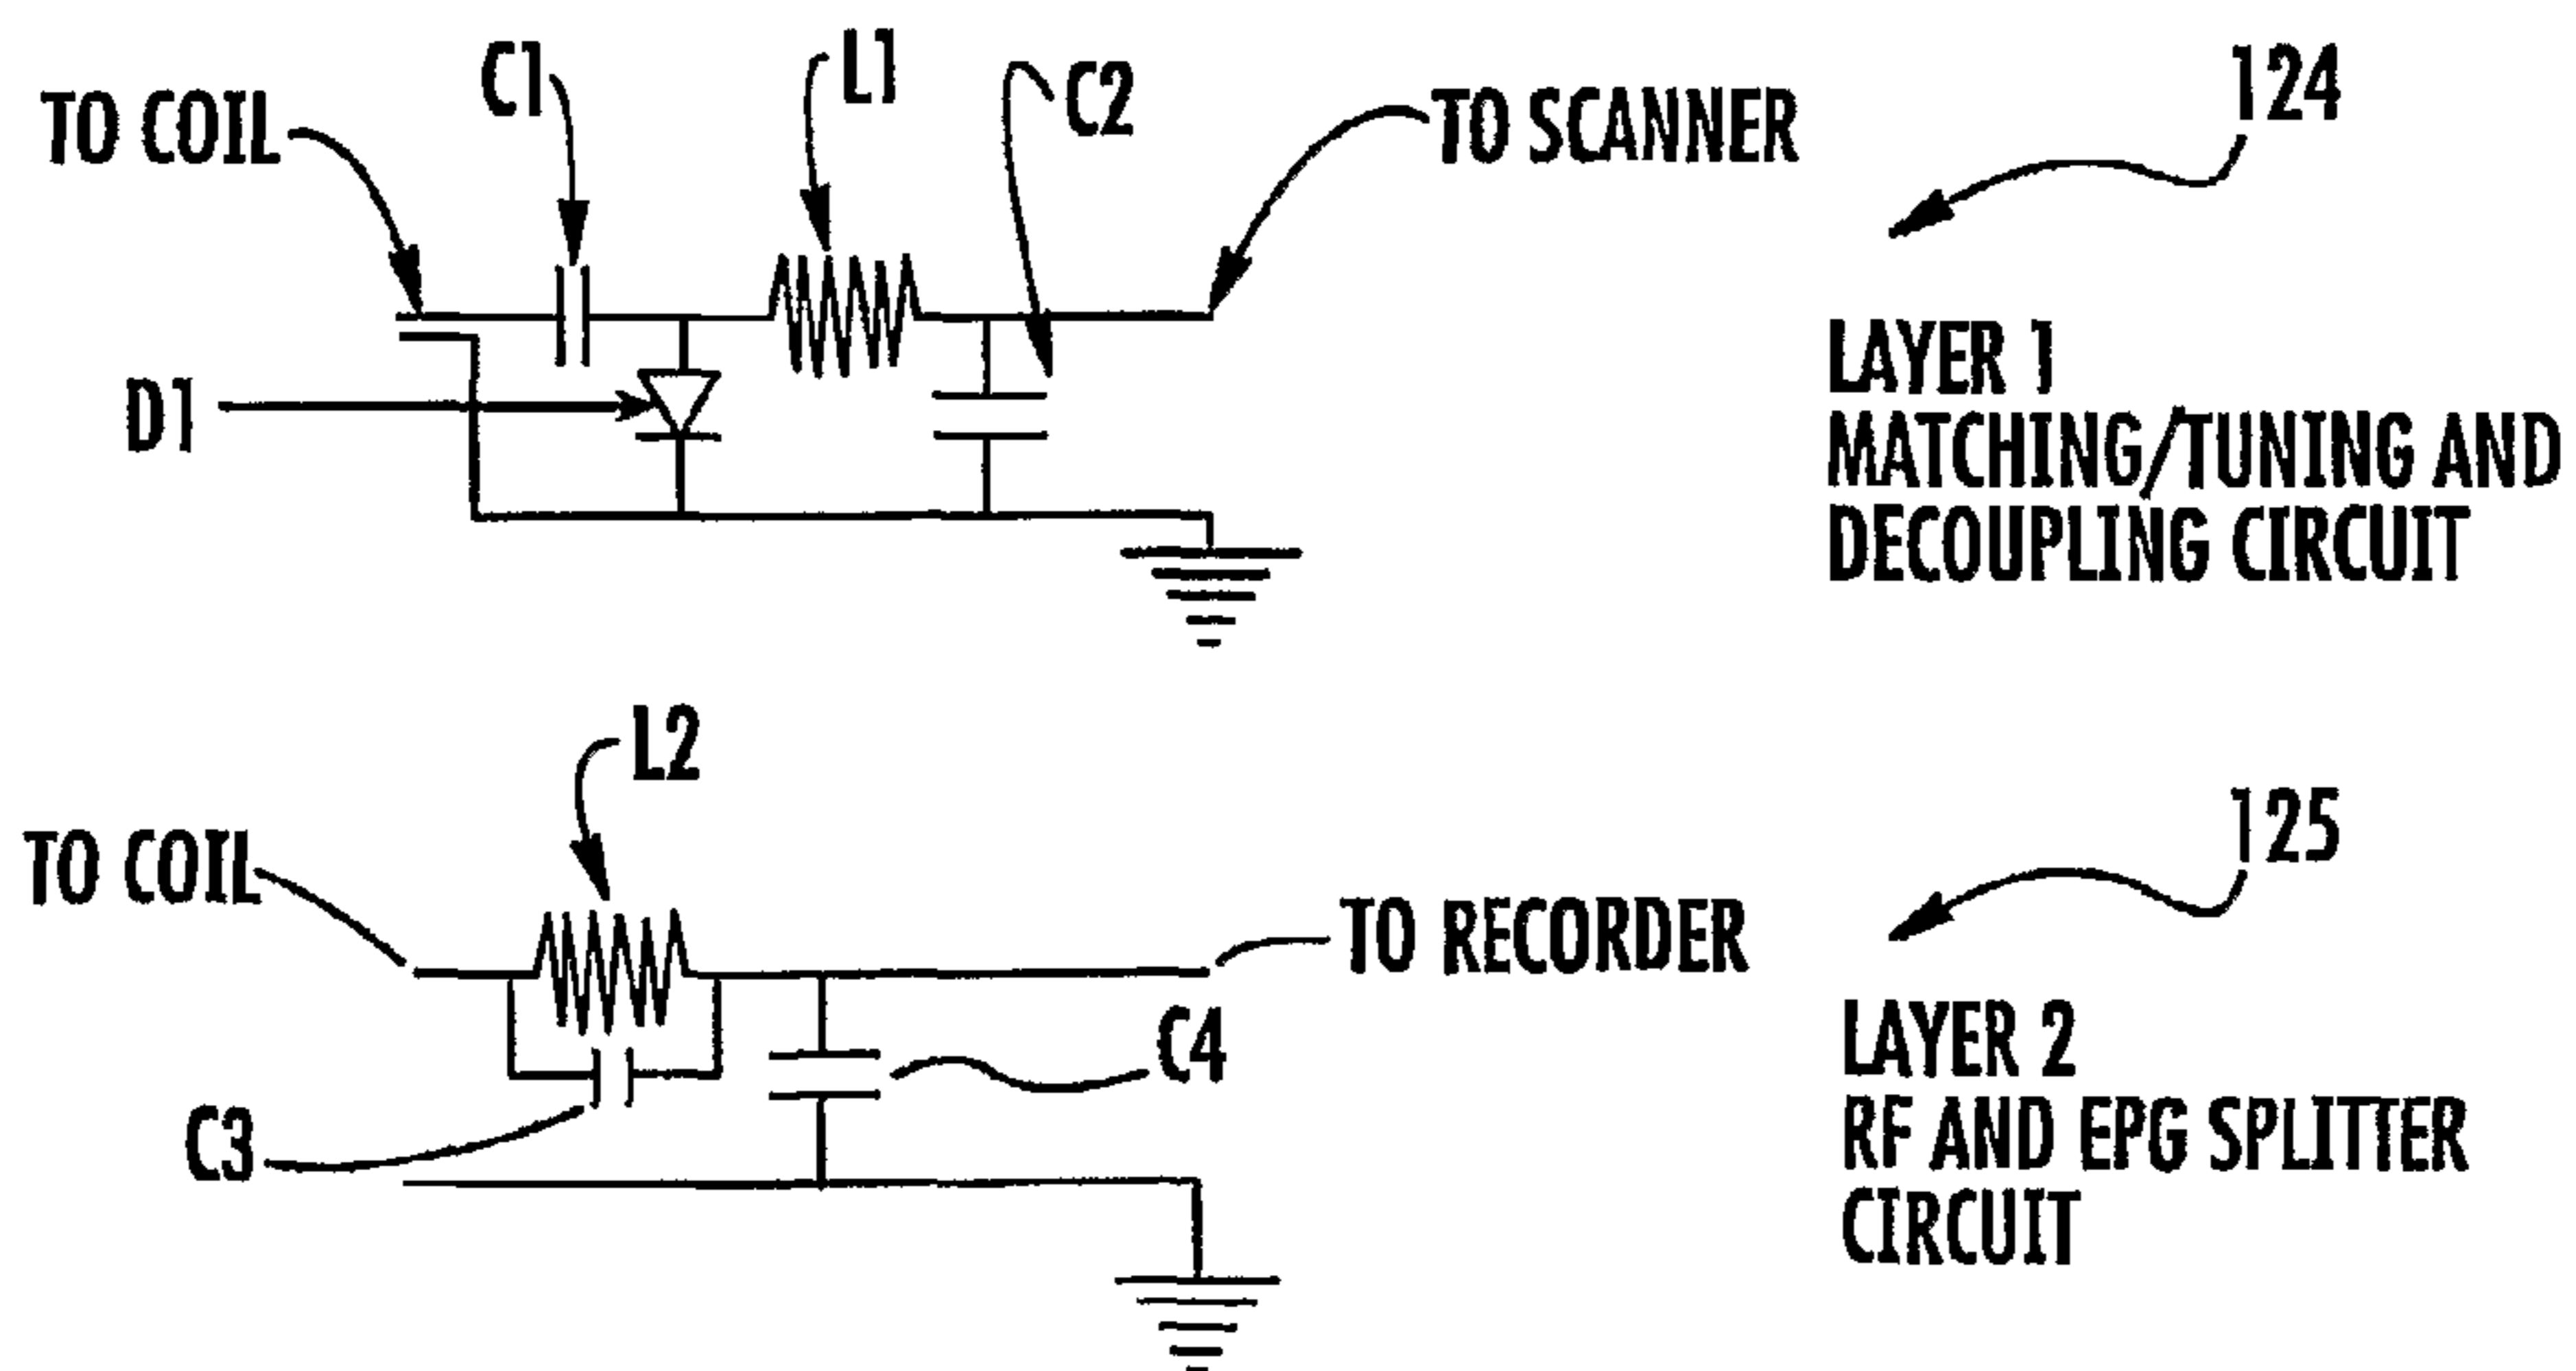 TO COIL
C1
L1
C2
TO SCANNER
124
D1
LAYER 1
MATCHING/TUNING AND
DECOUPLING CIRCUIT
L2
TO COIL
TO RECORDER
125
C3
C4
LAYER 2
RF AND EPG SPLITTER
CIRCUIT